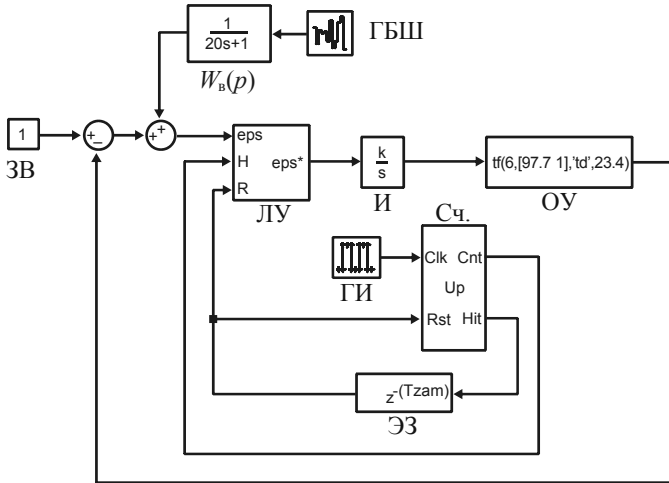 1
20s+1
ГБШ
Wв(p)
1
ЗВ
+
−
+
+
eps
H
R
eps*
ЛУ
k
s
И
tf(6,[97.7 1],'td',23.4)
ОУ
Сч.
Clk Cnt
Up
Rst Hit
ГИ
z-(Tzam)
ЭЗ